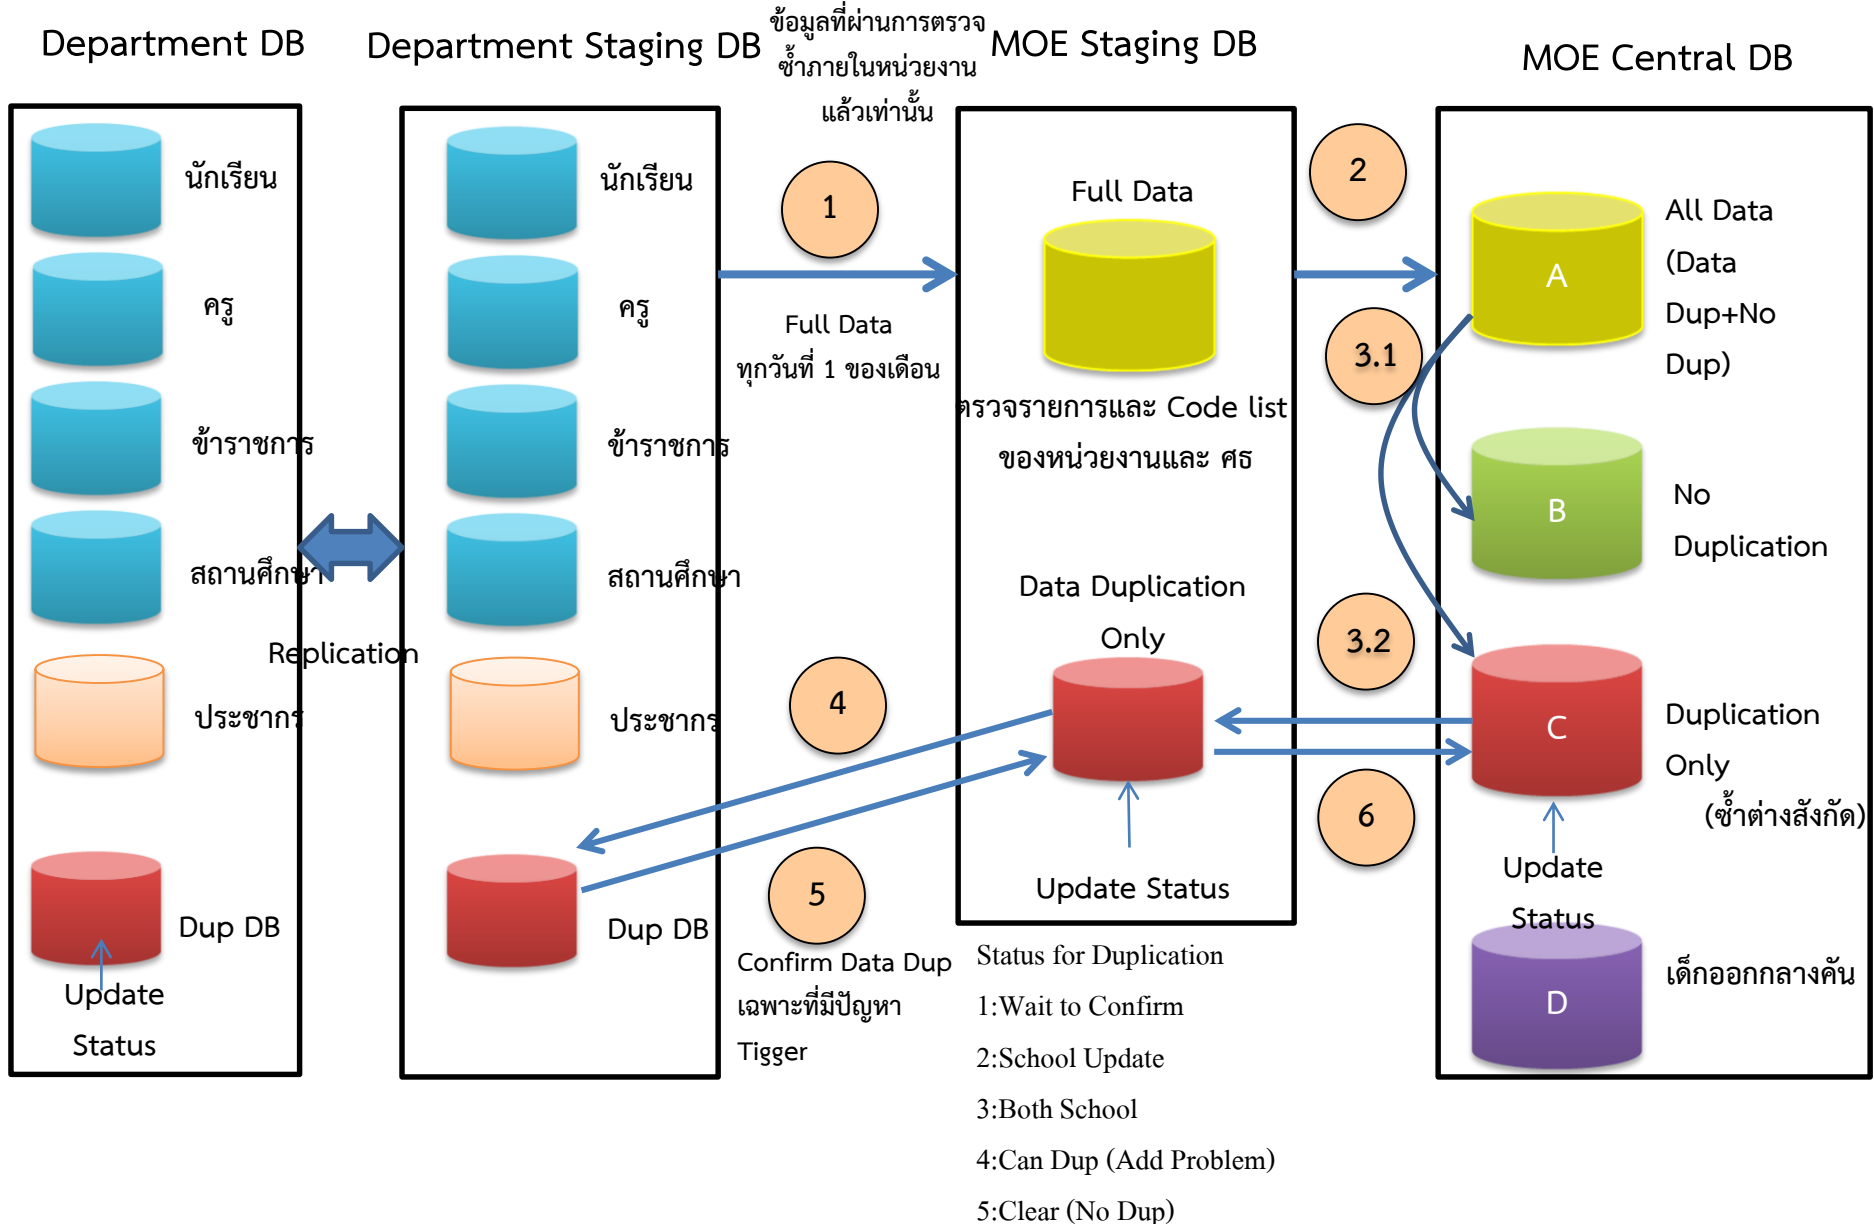 Department DB
นักเรียน
ครู
ข้าราชการ
สถานศึกษา
ประชากร
Dup DB
Update
Status
Replication
Department Staging DB
นักเรียน
ครู
ข้าราชการ
สถานศึกษา
ประชากร
Dup DB
ข้อมูลที่ผ่านการตรวจ
ซ้ำภายในหน่วยงาน
แล้วเท่านั้น
1
Full Data
ทุกวันที่ 1 ของเดือน
4
5
Confirm Data Dup
เฉพาะที่มีปัญหา
Tigger
MOE Staging DB
Full Data
ตรวจรายการและ Code list
ของหน่วยงานและ ศธ
Data Duplication
Only
Update Status
Status for Duplication
1:Wait to Confirm
2:School Update
3:Both School
4:Can Dup (Add Problem)
5:Clear (No Dup)
2
3.1
3.2
6
MOE Central DB
A
All Data
(Data
Dup+No
Dup)
B
No
Duplication
C
Duplication
Only
(ซ้ำต่างสังกัด)
Update
Status
D
เด็กออกกลางคัน